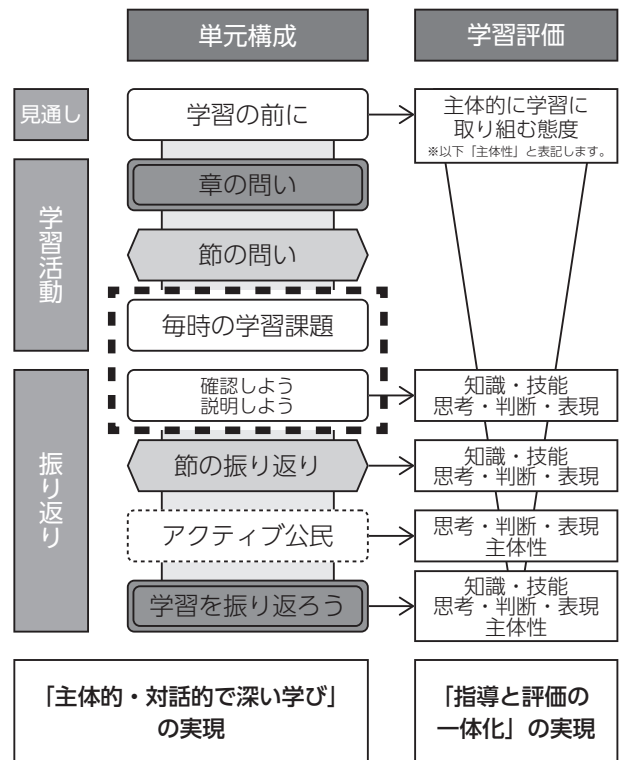 単元構成
学習評価
見通し
学習の前に
主体的に学習に
取り組む態度
※以下「主体性」と表記します。
学習活動
章の問い
節の問い
毎時の学習課題
振り返り
確認しよう
説明しよう
知識・技能
思考・判断・表現
節の振り返り
知識・技能
思考・判断・表現
アクティブ公民
思考・判断・表現
主体性
学習を振り返ろう
知識・技能
思考・判断・表現
主体性
「主体的・対話的で深い学び」
の実現
「指導と評価の
一体化」の実現